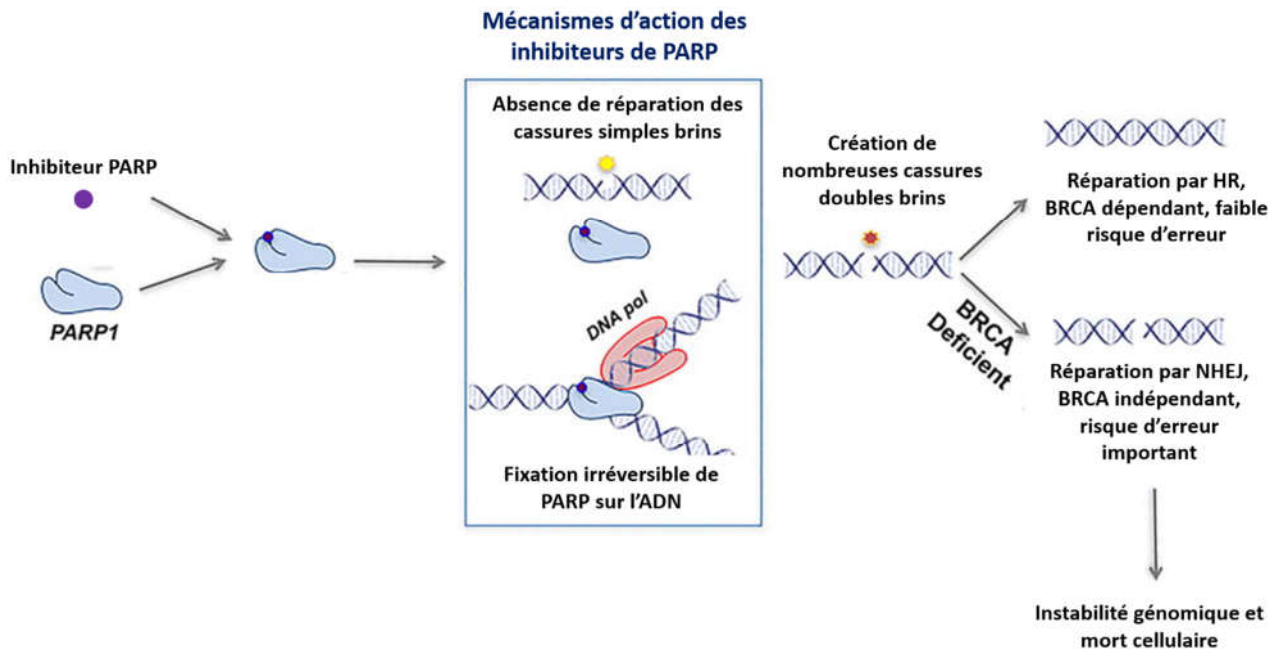 Mécanismes d'action des
inhibiteurs de PARP
Inhibiteur PARP
PARP1
Absence de réparation des
cassures simples brins
DNA pol
Fixation irréversible de
PARP sur l'ADN
Création de
nombreuses cassures
doubles brins
BRCA
Deficient
Réparation par HR,
BRCA dépendant, faible
risque d'erreur
Réparation par NHEJ,
BRCA indépendant,
risque d'erreur
important
Instabilité génomique et
mort cellulaire